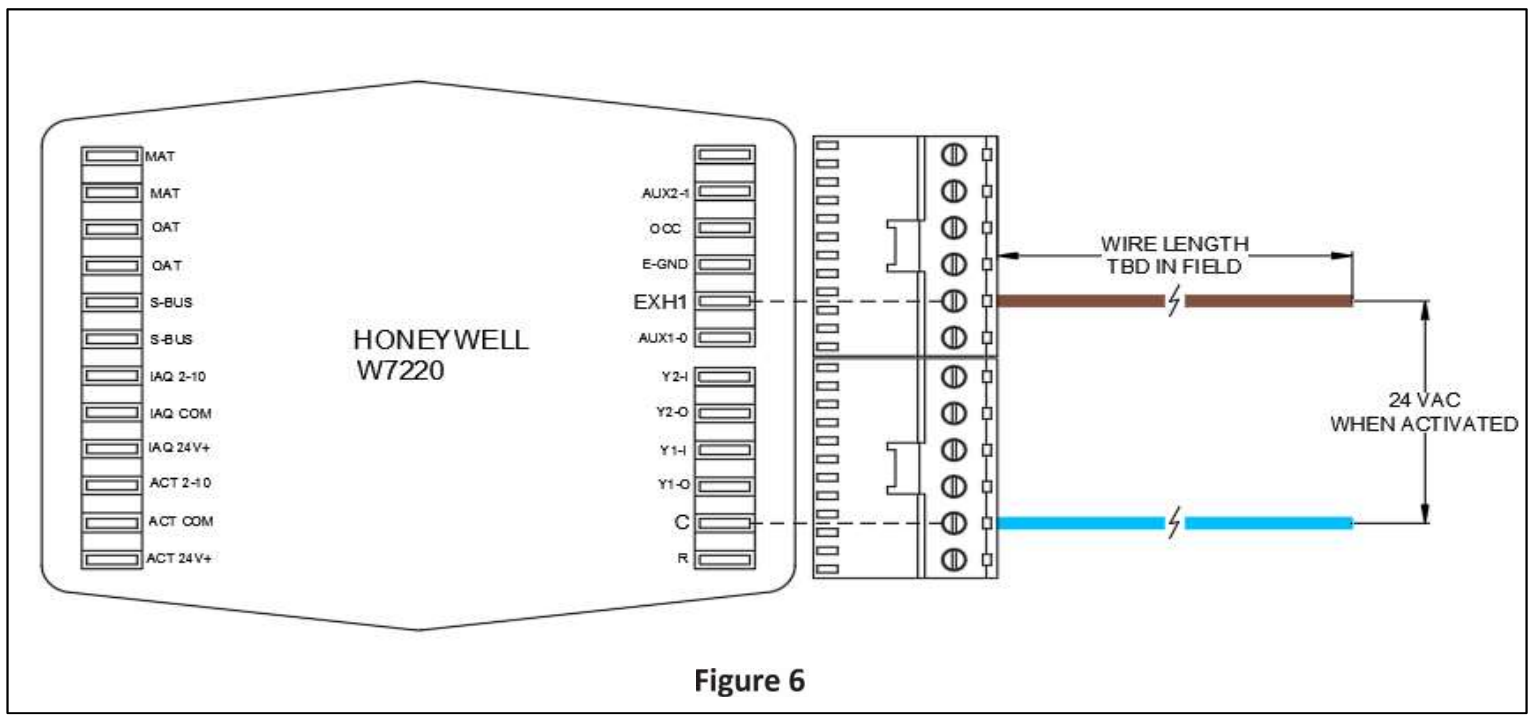 MAT
MAT
OAT
OAT
S-BUS
S-BUS
IAQ 2-10
IAQ COM
IAQ 24V+
ACT 2-10
ACT COM
ACT 24V+
HONEYWELL
W7220
AUX2-1
OCC
E-GND
EXH1
AUX1-O
Y2-I
Y2-O
Y1-I
Y1-O
C
R
WIRE LENGTH
TBD IN FIELD
24 VAC
WHEN ACTIVATED
Figure 6